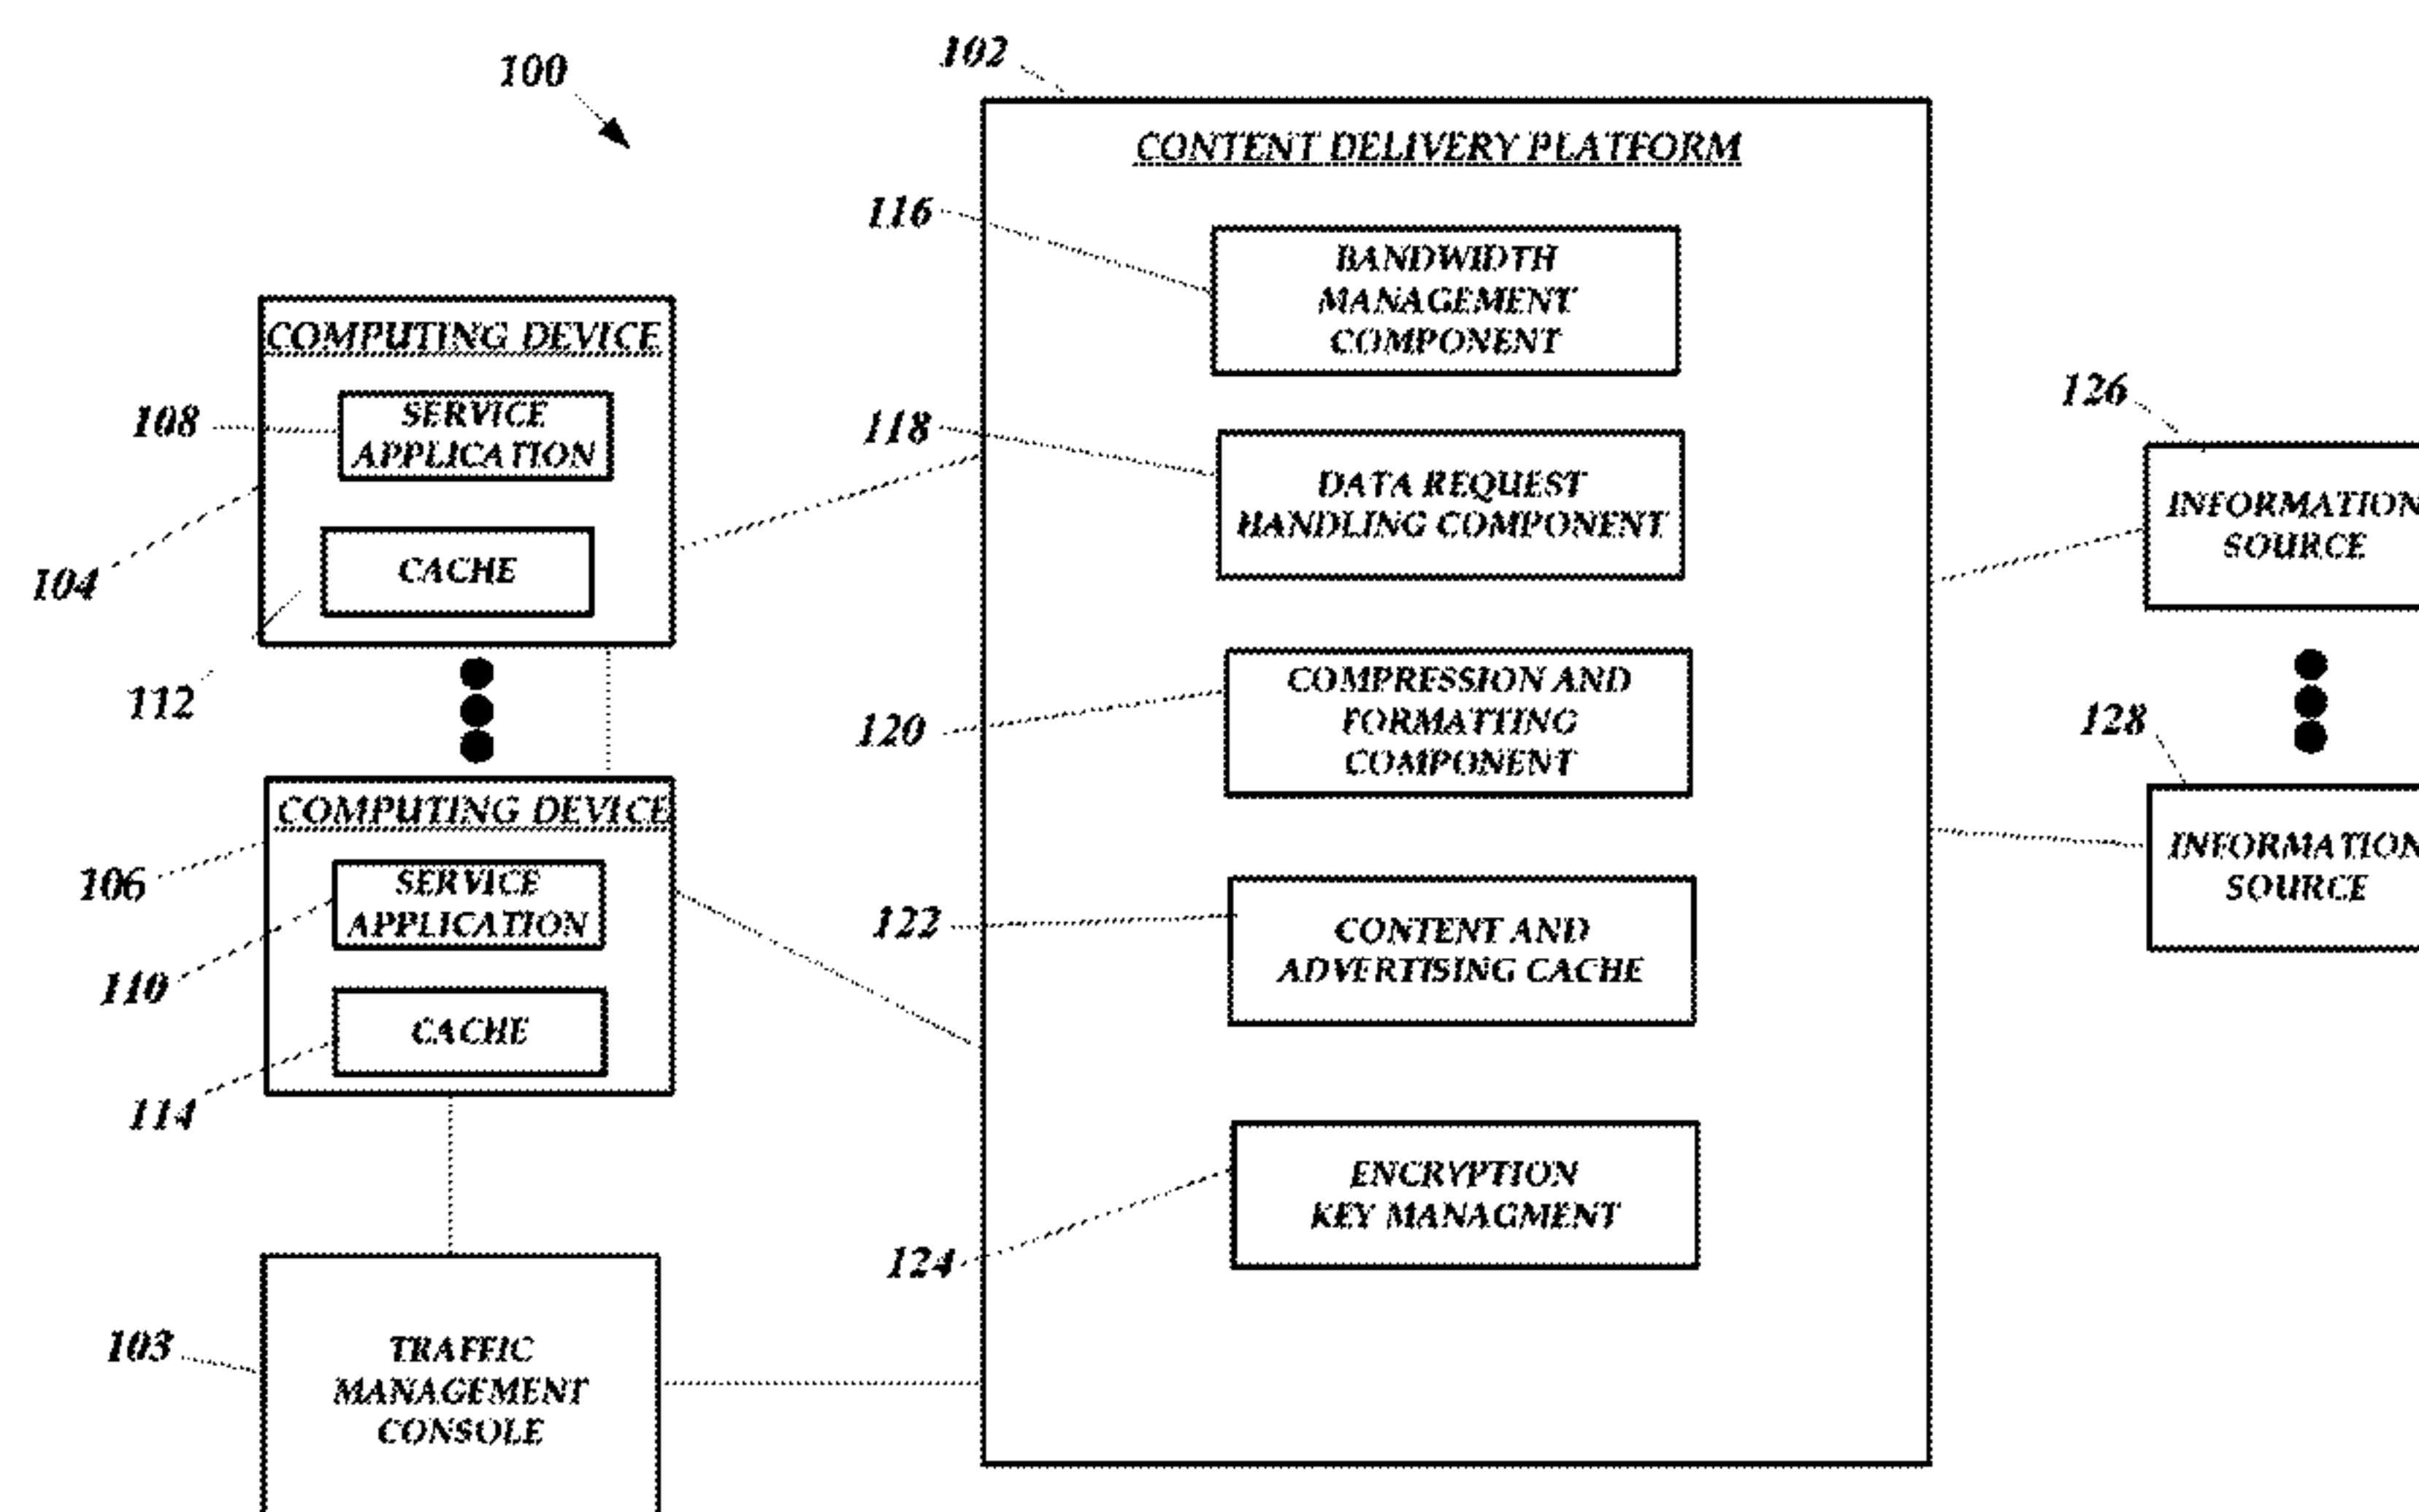 100
102
CONTENT DELIVERY PLATFORM
116
BANDWIDTH
MANAGEMENT
COMPONENT
COMPUTING DEVICE
108
SERVICE
APPLICATION
118
DATA REQUEST
HANDLING COMPONENT
126
INFORMATION
SOURCE
104
CACHE
112
120
COMPRESSION AND
FORMATTING
COMPONENT
128
INFORMATION
SOURCE
COMPUTING DEVICE
106
SERVICE
APPLICATION
110
122
CONTENT AND
ADVERTISING CACHE
CACHE
114
124
ENCRYPTION
KEY MANAGMENT
103
TRAFFIC
MANAGEMENT
CONSOLE